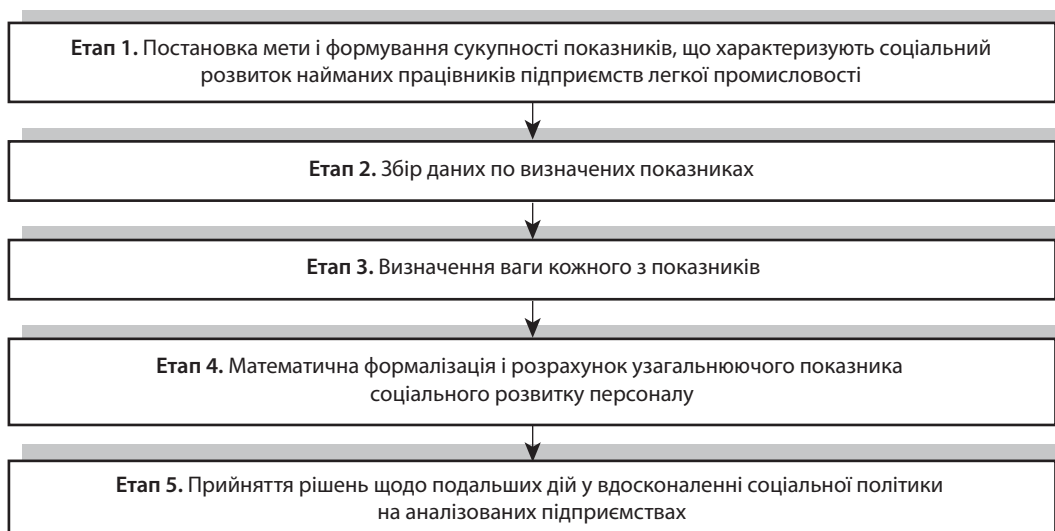 Етап 1. Постановка мети і формування сукупності показників, що характеризують соціальний
розвиток найманих працівників підприємств легкої промисловості
Етап 2. Збір даних по визначених показниках
Етап 3. Визначення ваги кожного з показників
Етап 4. Математична формалізація і розрахунок узагальнюючого показника
соціального розвитку персоналу
Етап 5. Прийняття рішень щодо подальших дій у вдосконаленні соціальної політики
на аналізованих підприємствах